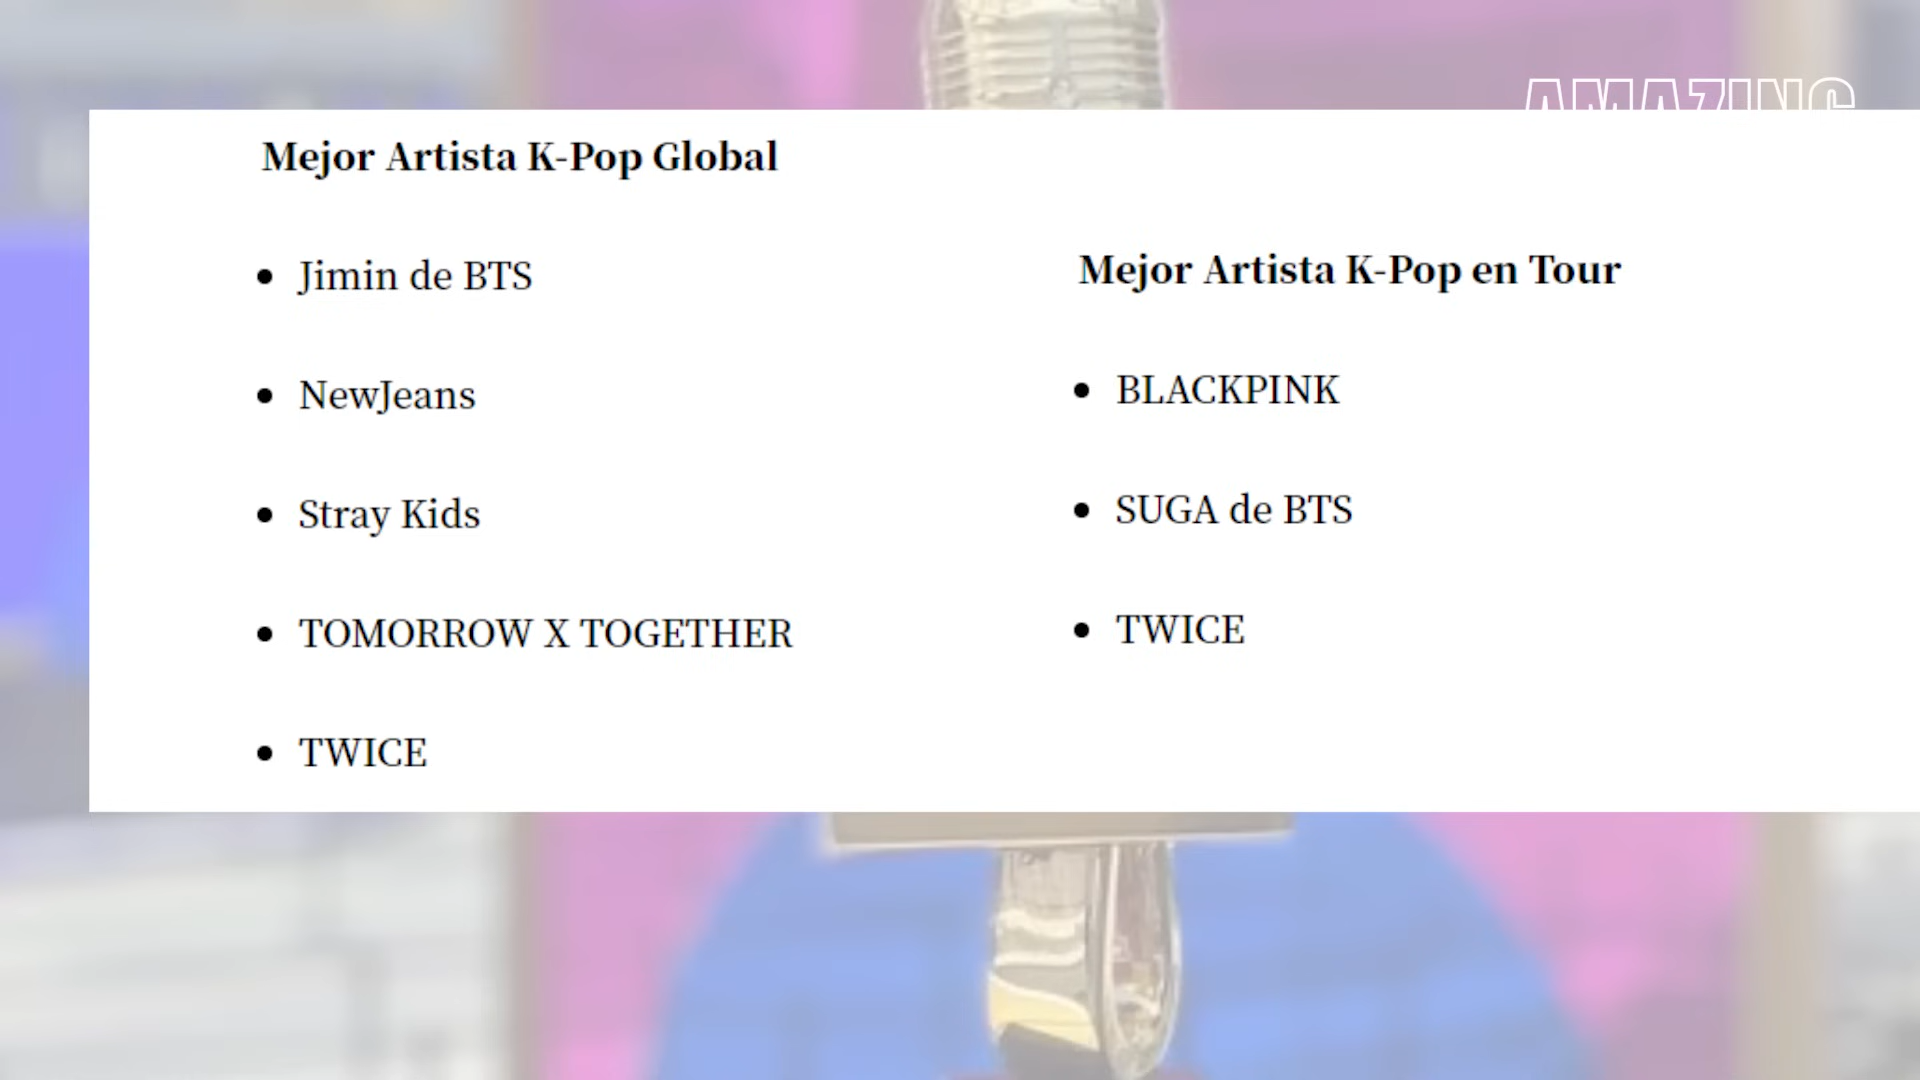 AMAZING
Mejor Artista K-Pop Global
Jimin de BTS
NewJeans
Stray Kids
TOMORROW X TOGETHER
TWICE
Mejor Artista K-Pop en Tour
BLACKPINK
SUGA de BTS
TWICE